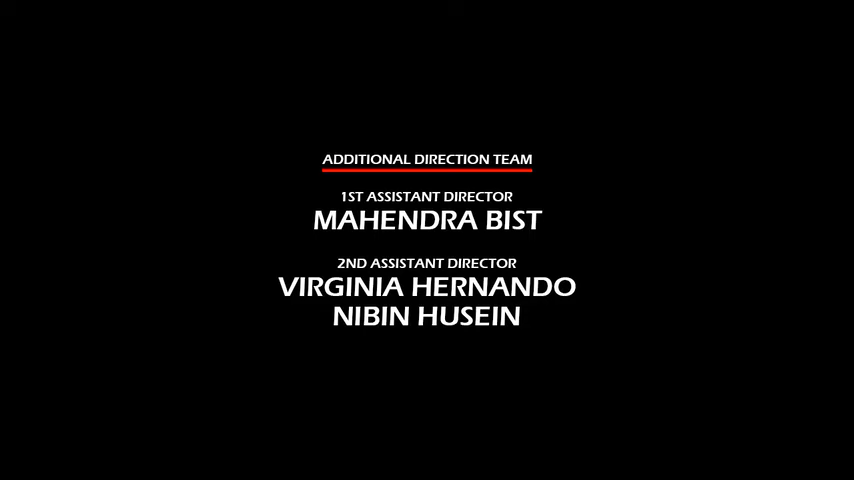 ADDITIONAL DIRECTION TEAM
1ST ASSISTANT DIRECTOR
MAHENDRA BIST
2ND ASSISTANT DIRECTOR
VIRGINIA HERNANDO
NIBIN HUSEIN